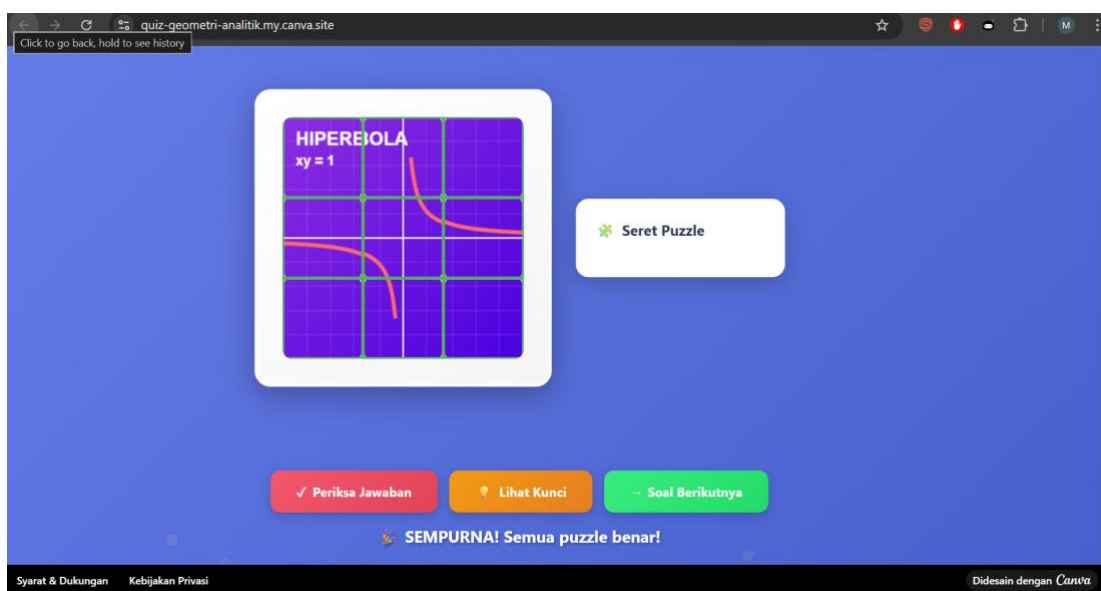 quiz-geometri-analitik.my.canva.site
M
Click to go back, hold to see history
HIPERBOLA
xy = 1
Seret Puzzle
✓ Periksa Jawaban
Lihat Kunci
→ Soal Berikutnya
SEMPURNA! Semua puzzle benar!
Syarat & Dukungan
Kebijakan Privasi
Didesain dengan Canva